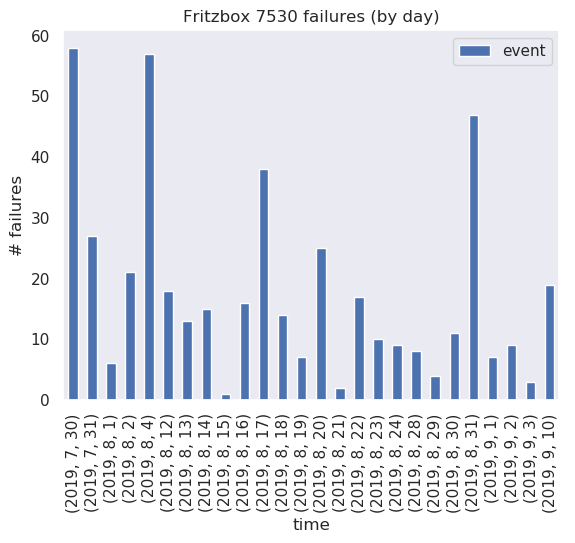 Fritzbox 7530 failures (by day)
event
# failures
60
50
40
30
20
10
0
(2019, 7, 30)
(2019, 7, 31)
(2019, 8, 1)
(2019, 8, 2)
(2019, 8, 4)
(2019, 8, 12)
(2019, 8, 13)
(2019, 8, 14)
(2019, 8, 15)
(2019, 8, 16)
(2019, 8, 17)
(2019, 8, 18)
(2019, 8, 19)
(2019, 8, 20)
(2019, 8, 21)
(2019, 8, 22)
(2019, 8, 23)
(2019, 8, 24)
(2019, 8, 28)
(2019, 8, 29)
(2019, 8, 30)
(2019, 8, 31)
(2019, 9, 1)
(2019, 9, 2)
(2019, 9, 3)
(2019, 9, 10)
time